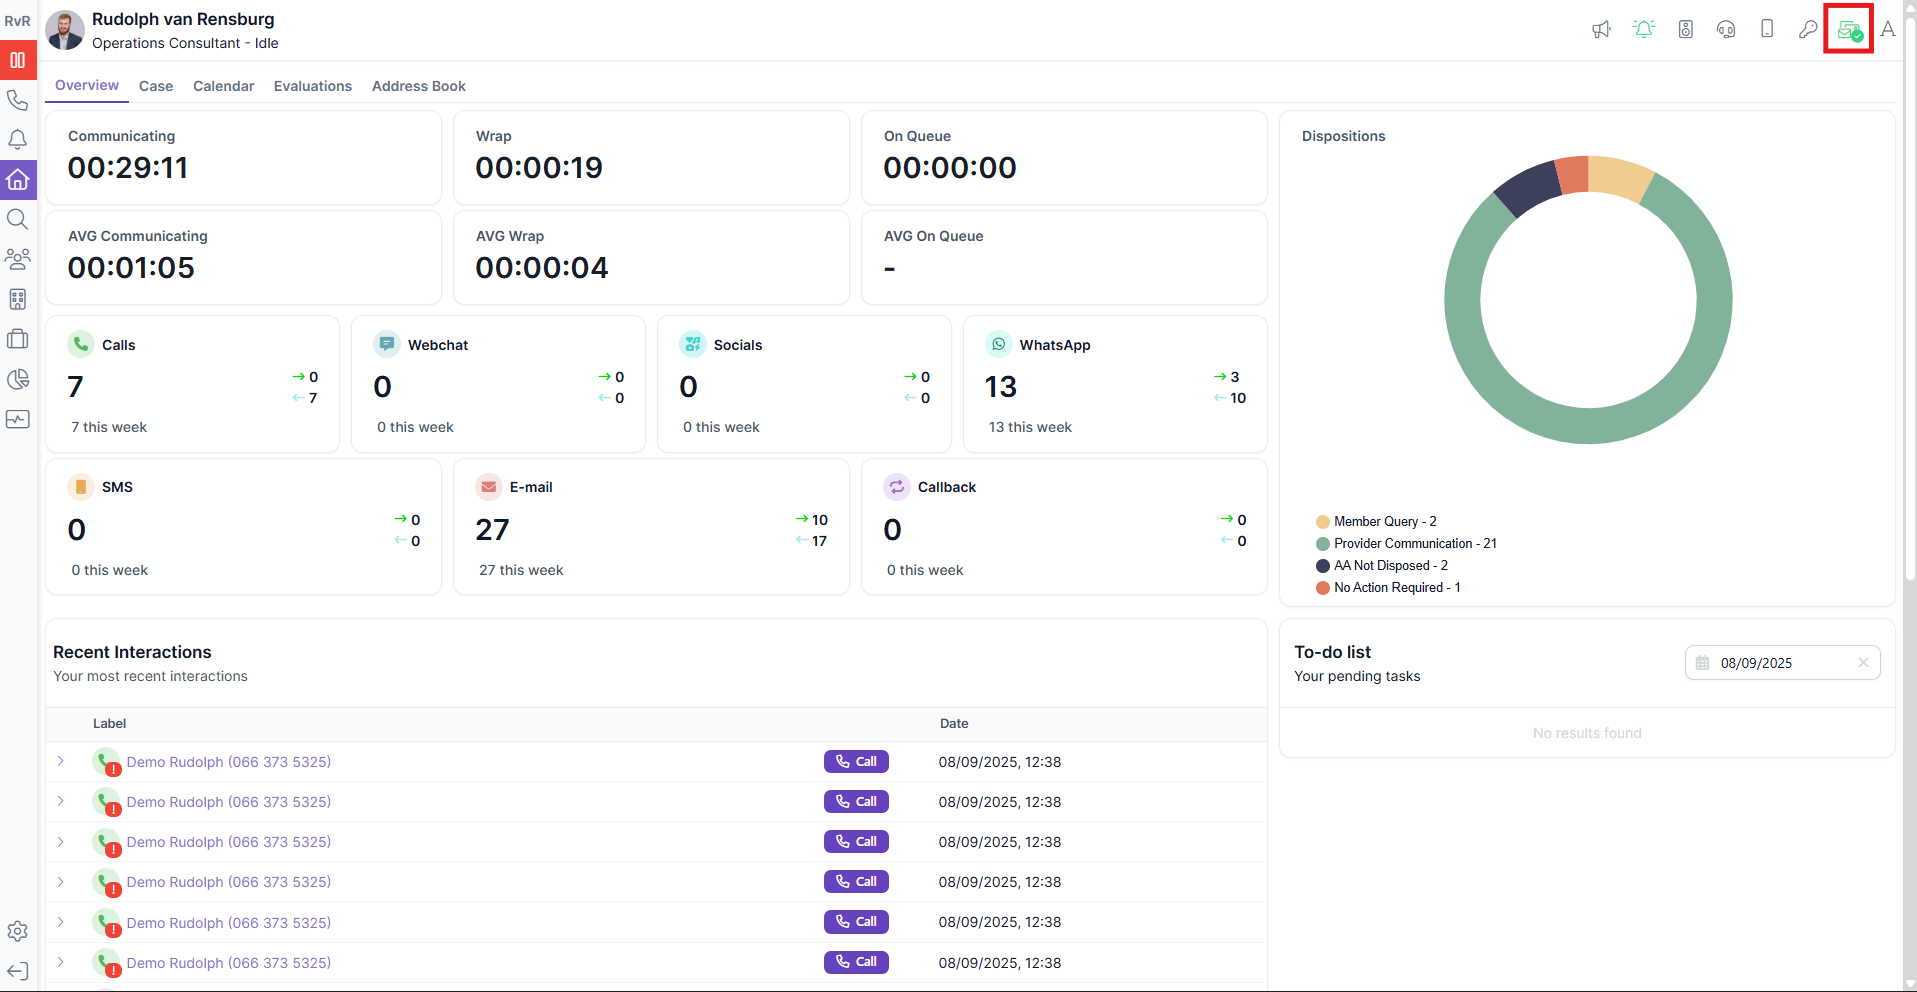 RvR
Rudolph van Rensburg
Operations Consultant - Idle
A
Overview Case Calendar Evaluations Address Book
Communicating
00:29:11
Wrap
00:00:19
On Queue
00:00:00
AVG Communicating
00:01:05
AVG Wrap
00:00:04
AVG On Queue
-
Calls
7
→ 0
← 7
7 this week
Webchat
0
→ 0
← 0
0 this week
Socials
0
→ 0
← 0
0 this week
WhatsApp
13
→ 3
← 10
13 this week
SMS
0
→ 0
← 0
0 this week
E-mail
27
→ 10
← 17
27 this week
Callback
0
→ 0
← 0
0 this week
Dispositions
Member Query - 2
Provider Communication - 21
AA Not Disposed - 2
No Action Required - 1
Recent Interactions
Your most recent interactions
Label Date
Demo Rudolph (066 373 5325) Call 08/09/2025, 12:38
Demo Rudolph (066 373 5325) Call 08/09/2025, 12:38
Demo Rudolph (066 373 5325) Call 08/09/2025, 12:38
Demo Rudolph (066 373 5325) Call 08/09/2025, 12:38
Demo Rudolph (066 373 5325) Call 08/09/2025, 12:38
Demo Rudolph (066 373 5325) Call 08/09/2025, 12:38
To-do list
Your pending tasks
08/09/2025
No results found